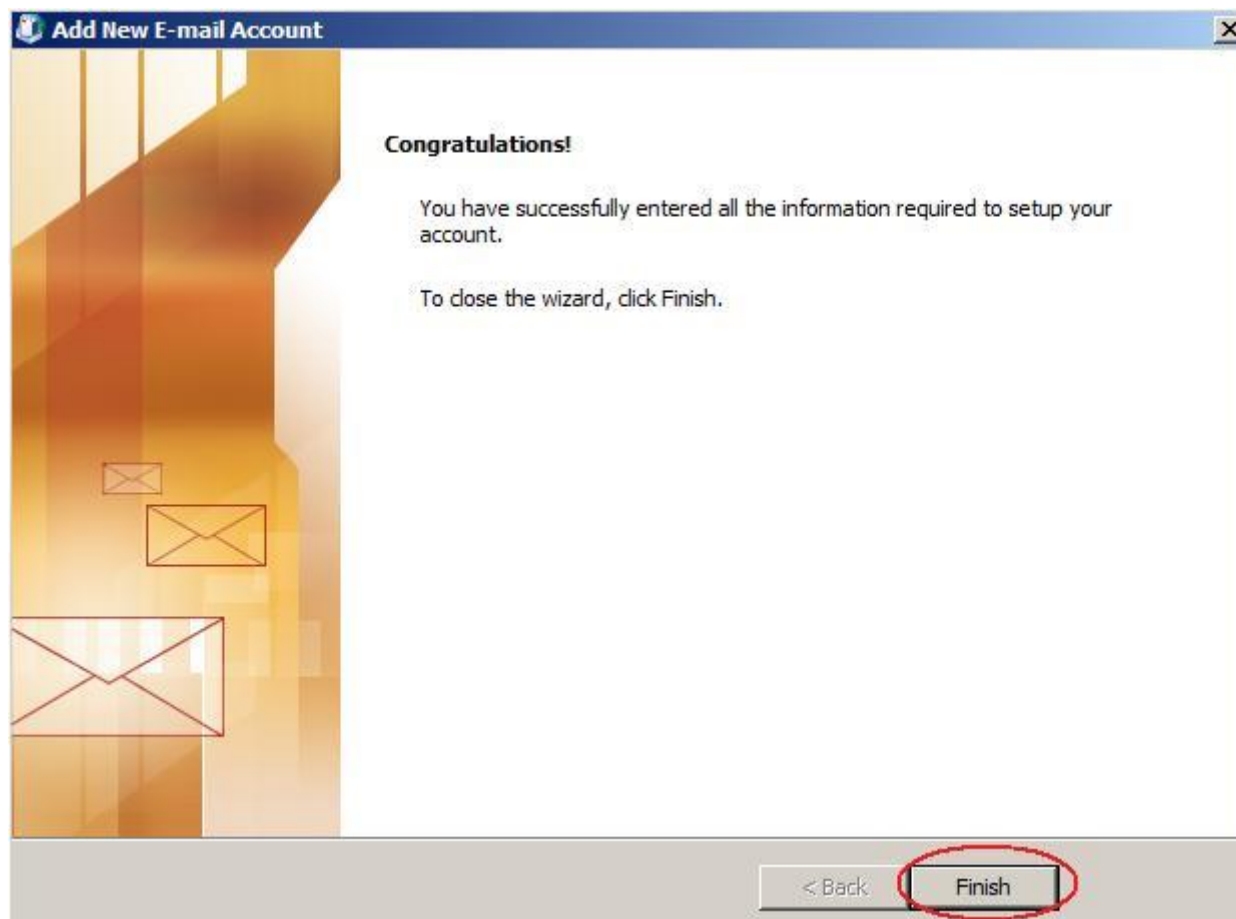 Add New E-mail Account
Congratulations!
You have successfully entered all the information required to setup your
account.
To close the wizard, click Finish.
< Back
Finish